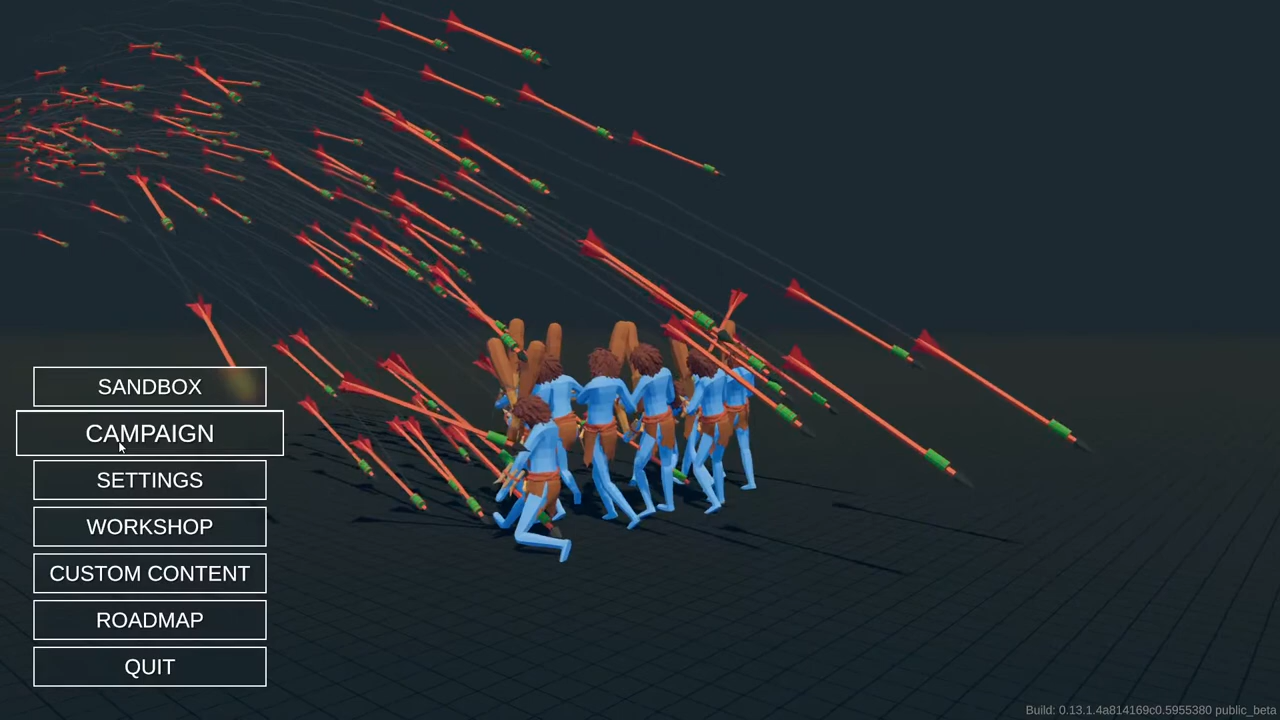 SANDBOX
CAMPAIGN
SETTINGS
WORKSHOP
CUSTOM CONTENT
ROADMAP
QUIT
Build: 0.13.1.4a814169c0.5955380 public_beta